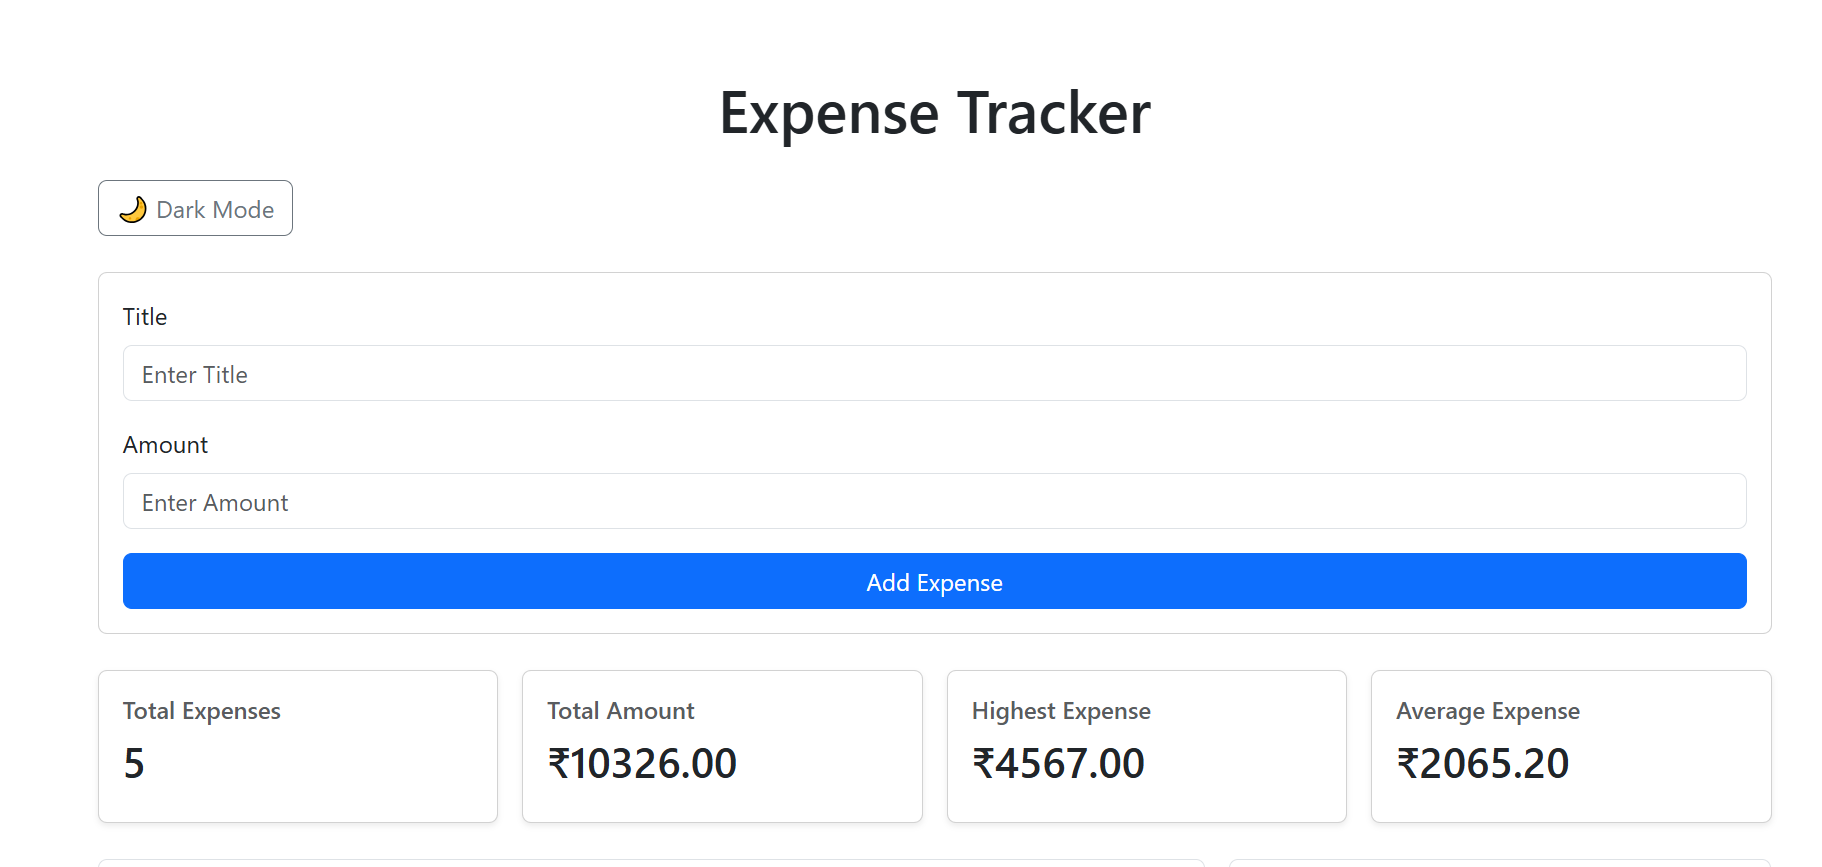 Expense Tracker
🌙 Dark Mode
Title
Enter Title
Amount
Enter Amount
Add Expense
Total Expenses
5
Total Amount
₹10326.00
Highest Expense
₹4567.00
Average Expense
₹2065.20